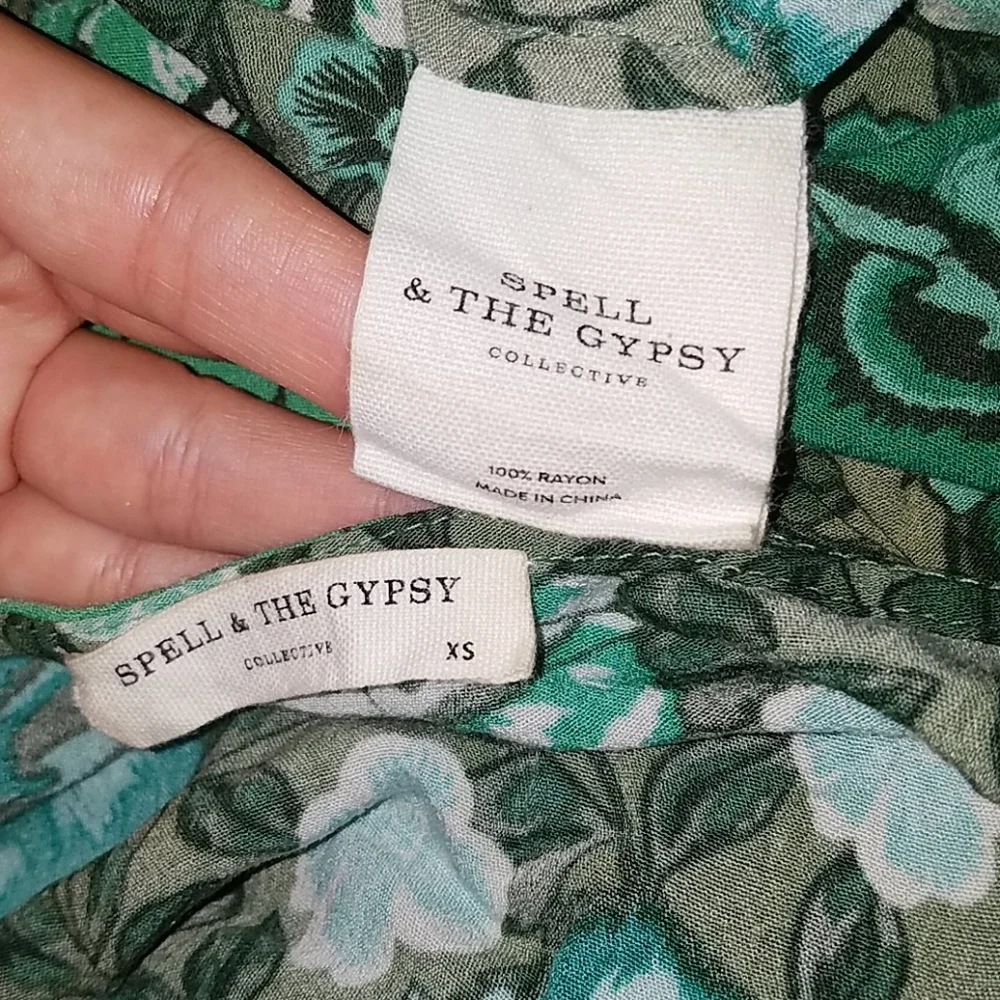 SPELL
& THE GYPSY
COLLECTIVE
100% RAYON
MADE IN CHINA
SPELL & THE GYPSY
COLLECTIVE
XS